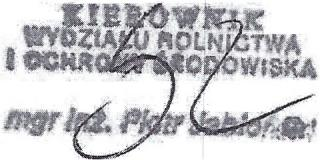 KIEROWNIK
WYDZIAŁU ROLNICTWA
I OCHRONY ŚRODOWISKA
mgr inż. Piotr